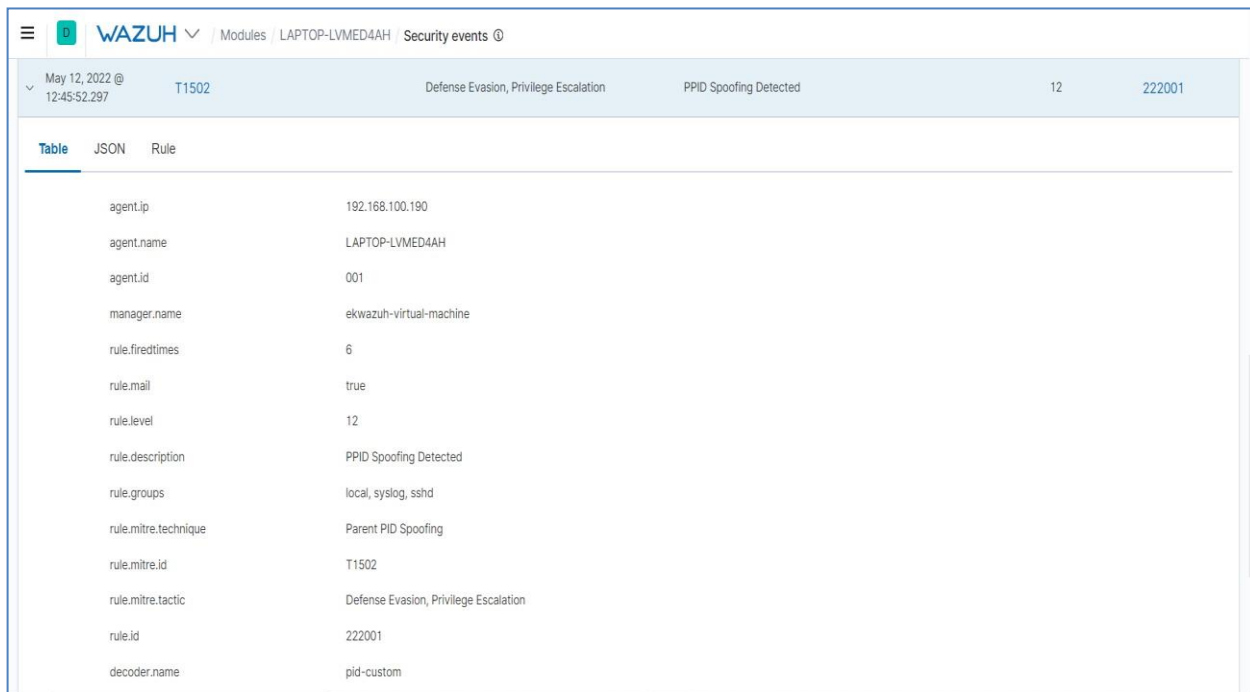 D WAZUH / Modules / LAPTOP-LVMED4AH / Security events
May 12, 2022 @ 12:45:52.297 T1502 Defense Evasion, Privilege Escalation PPID Spoofing Detected 12 222001
Table JSON Rule
agent.ip 192.168.100.190
agent.name LAPTOP-LVMED4AH
agent.id 001
manager.name ekwazuh-virtual-machine
rule.firedtimes 6
rule.mail true
rule.level 12
rule.description PPID Spoofing Detected
rule.groups local, syslog, sshd
rule.mitre.technique Parent PID Spoofing
rule.mitre.id T1502
rule.mitre.tactic Defense Evasion, Privilege Escalation
rule.id 222001
decoder.name pid-custom